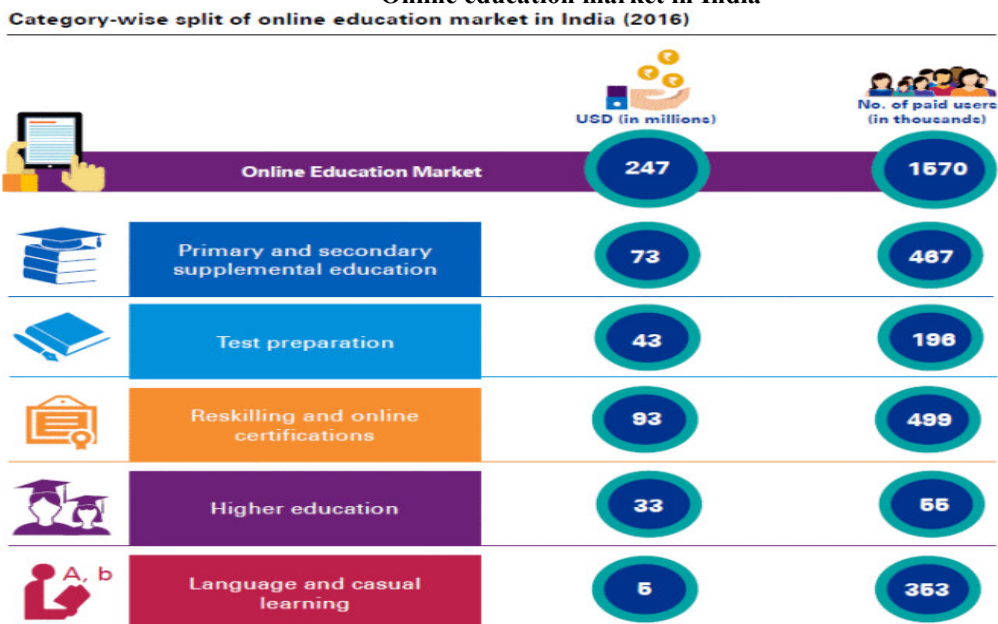 Online education market in India
Category-wise split of online education market in India (2016)
USD (in millions)
No. of paid users
(in thousands)
Online Education Market
247
1570
Primary and secondary
supplemental education
73
467
Test preparation
43
196
Reskilling and online
certifications
93
499
Higher education
33
55
A, b
Language and casual
learning
5
353